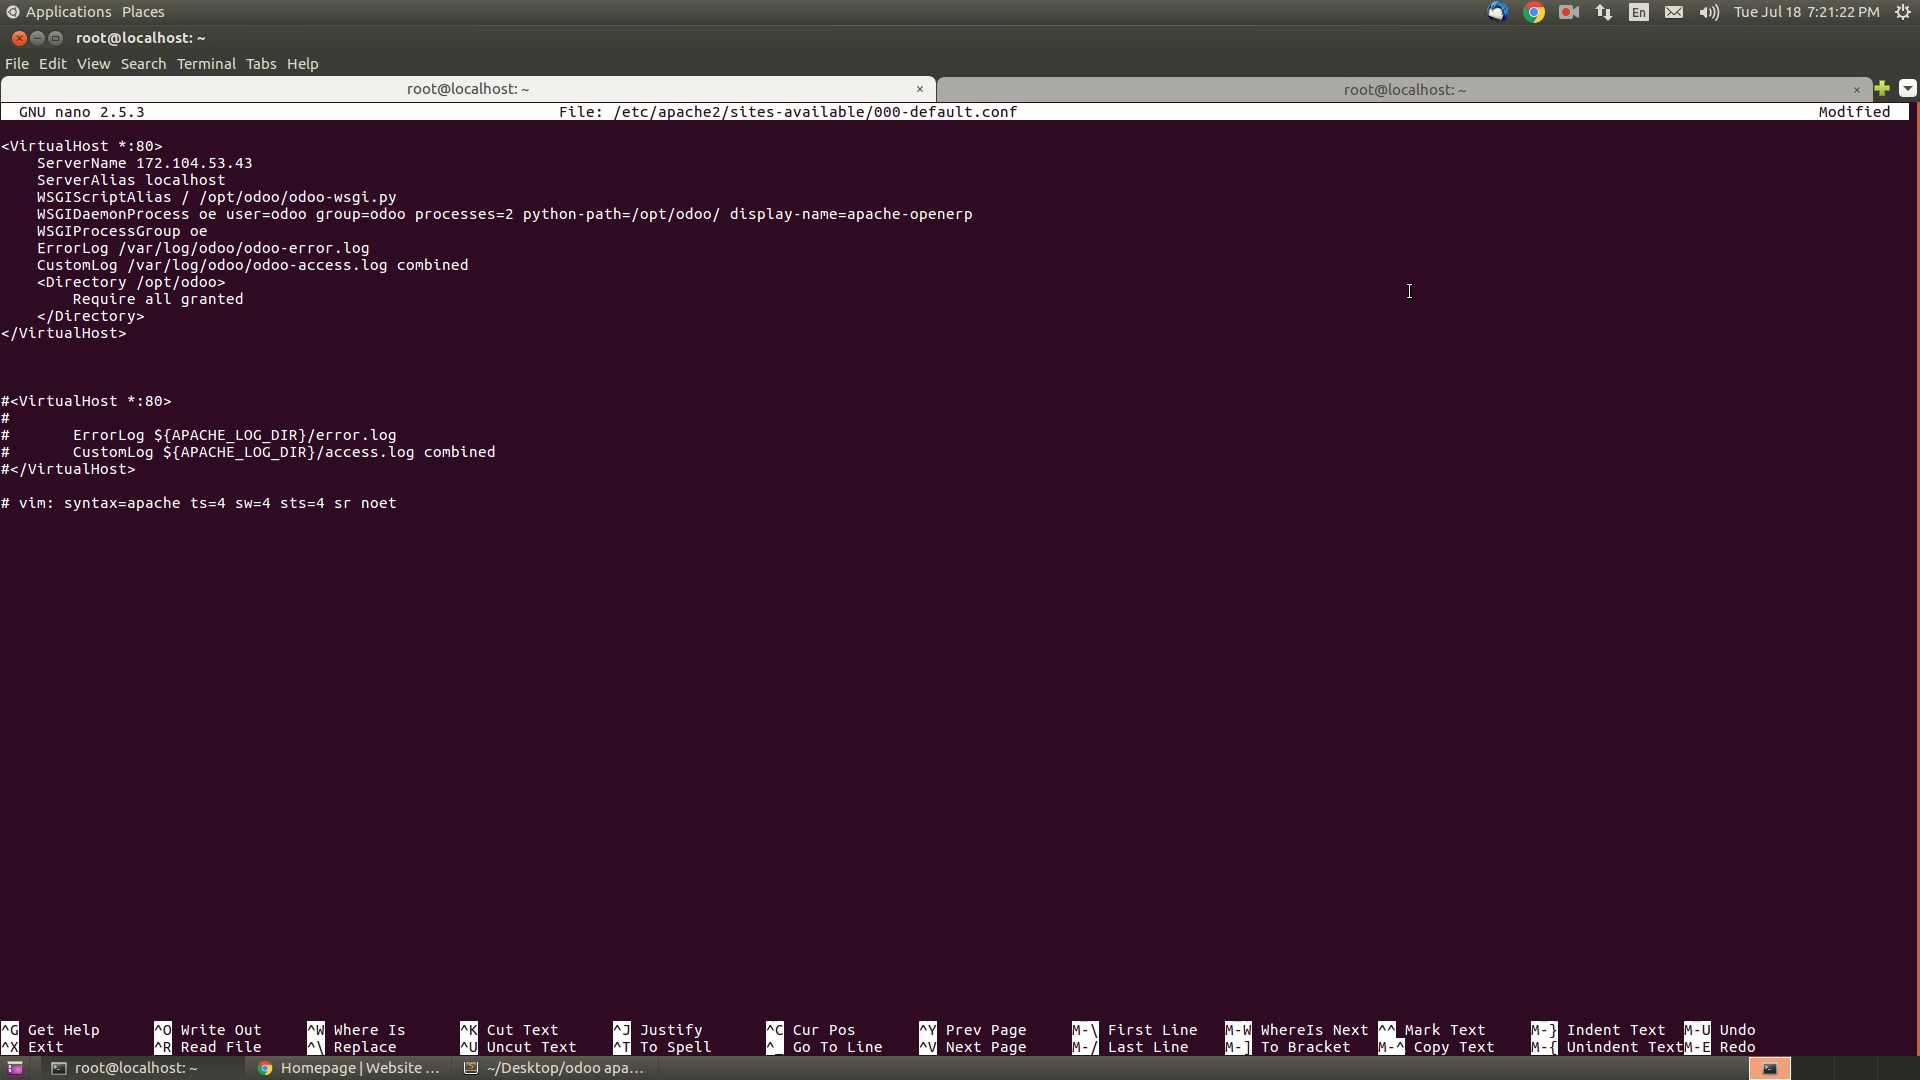 Applications Places
En
Tue Jul 18 7:21:22 PM
root@localhost: ~
File Edit View Search Terminal Tabs Help
root@localhost: ~ ×
root@localhost: ~ ×
GNU nano 2.5.3 File: /etc/apache2/sites-available/000-default.conf Modified
<VirtualHost *:80>
    ServerName 172.104.53.43
    ServerAlias localhost
    WSGIScriptAlias / /opt/odoo/odoo-wsgi.py
    WSGIDaemonProcess oe user=odoo group=odoo processes=2 python-path=/opt/odoo/ display-name=apache-openerp
    WSGIProcessGroup oe
    ErrorLog /var/log/odoo/odoo-error.log
    CustomLog /var/log/odoo/odoo-access.log combined
    <Directory /opt/odoo>
        Require all granted
    </Directory>
</VirtualHost>
#<VirtualHost *:80>
#
#       ErrorLog ${APACHE_LOG_DIR}/error.log
#       CustomLog ${APACHE_LOG_DIR}/access.log combined
#</VirtualHost>
# vim: syntax=apache ts=4 sw=4 sts=4 sr noet
^G Get Help ^O Write Out ^W Where Is ^K Cut Text ^J Justify ^C Cur Pos ^Y Prev Page M-\ First Line M-W WhereIs Next ^^ Mark Text M-} Indent Text M-U Undo
^X Exit ^R Read File ^\ Replace ^U Uncut Text ^T To Spell ^_ Go To Line ^V Next Page M-/ Last Line M-] To Bracket M-^ Copy Text M-{ Unindent Text M-E Redo
root@localhost: ~ Homepage | Website ... ~/Desktop/odoo apa...